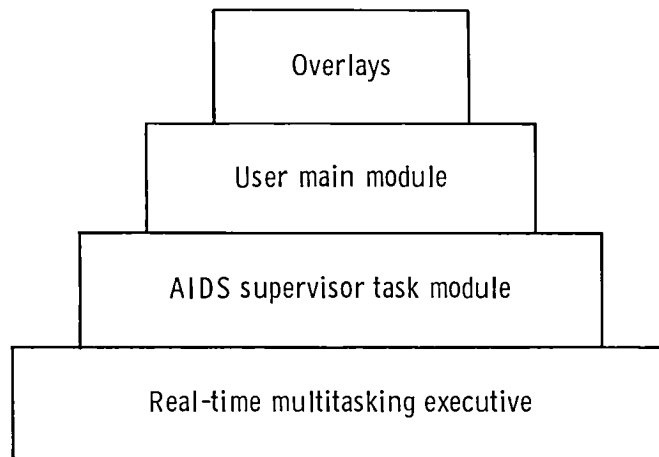 Overlays
User main module
AIDS supervisor task module
Real-time multitasking executive